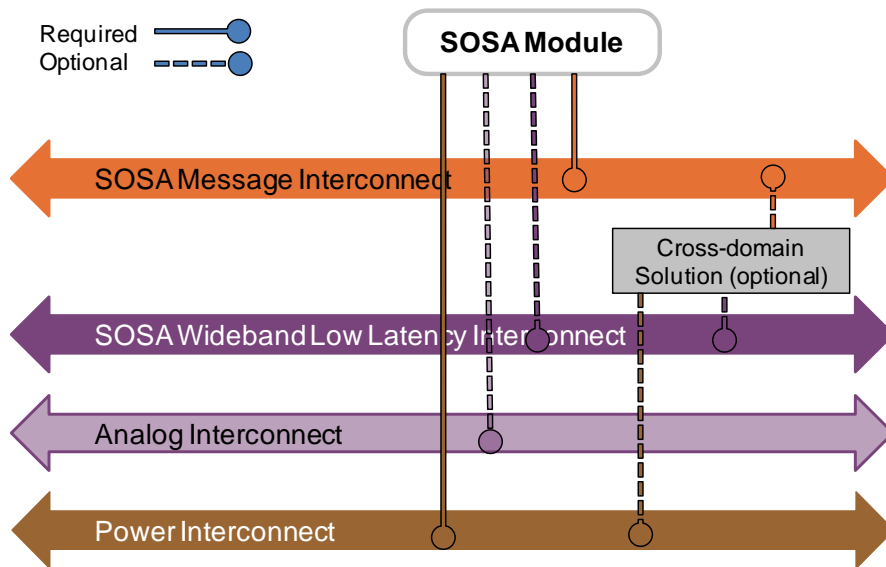 Required
Optional
SOSA Module
SOSA Message Interconnect
Cross-domain
Solution (optional)
SOSA Wideband Low Latency Interconnect
Analog Interconnect
Power Interconnect